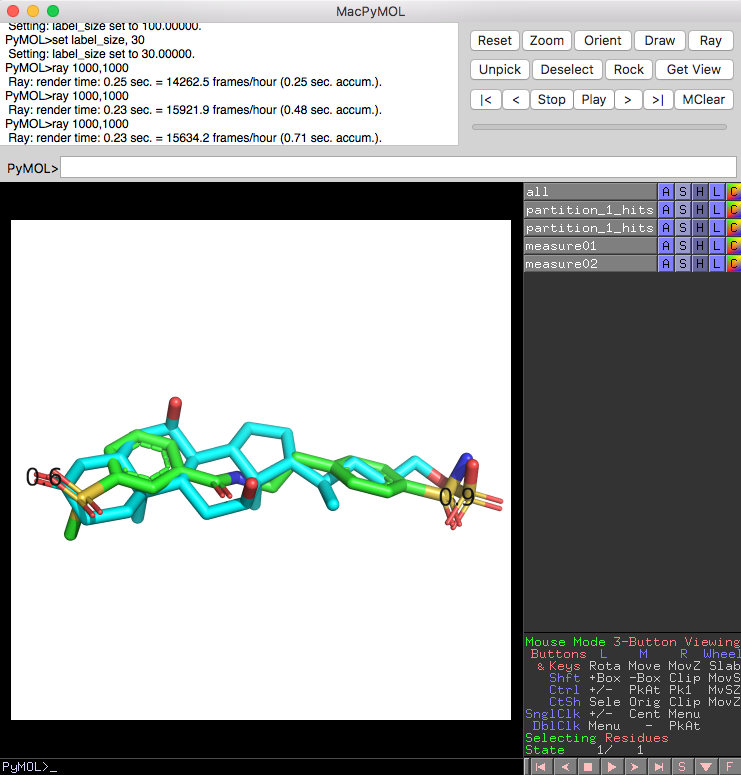 MacPyMOL
Setting: label_size set to 100.00000.
PyMOL>set label_size, 30
Setting: label_size set to 30.00000.
PyMOL>ray 1000,1000
Ray: render time: 0.25 sec. = 14262.5 frames/hour (0.25 sec. accum.).
PyMOL>ray 1000,1000
Ray: render time: 0.23 sec. = 15921.9 frames/hour (0.48 sec. accum.).
PyMOL>ray 1000,1000
Ray: render time: 0.23 sec. = 15634.2 frames/hour (0.71 sec. accum.).
Reset Zoom Orient Draw Ray
Unpick Deselect Rock Get View
|< < Stop Play > >| MClear
PyMOL>
all A S H L C
partition_1_hits A S H L C
partition_1_hits A S H L C
measure01 A S H L C
measure02 A S H L C
0.6
0.9
Mouse Mode 3-Button Viewing
Buttons L M R Wheel
& Keys Rota Move MovZ Slab
Shft +Box -Box Clip MovS
Ctrl +/- PkAt Pk1 MvSZ
CtSh Sele Orig Clip MovZ
SnglClk +/- Cent Menu
DblClk Menu - PkAt
Selecting Residues
State 1/ 1
PyMOL>_
S F